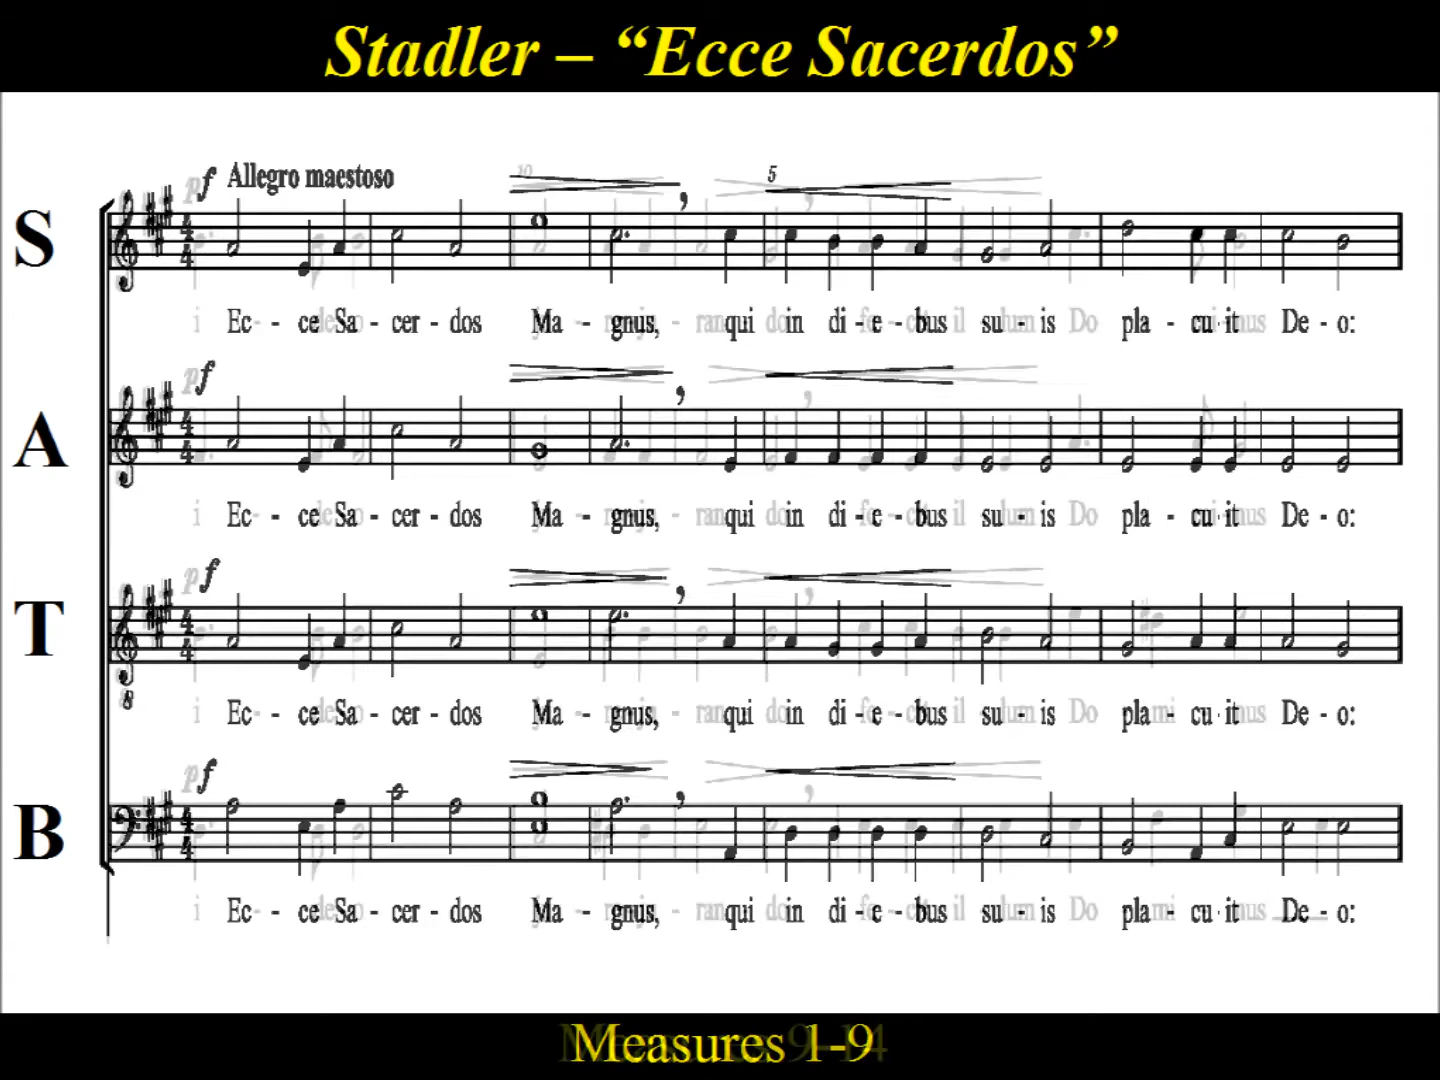 Stadler – “Ecce Sacerdos”
f Allegro maestoso
5
S
Ec - ce Sa - cer - dos Ma - gnus, qui in di - e - bus su - is pla - cu - it De - o:
f
A
Ec - ce Sa - cer - dos Ma - gnus, qui in di - e - bus su - is pla - cu - it De - o:
f
T
8
Ec - ce Sa - cer - dos Ma - gnus, qui in di - e - bus su - is pla - cu - it De - o:
f
B
Ec - ce Sa - cer - dos Ma - gnus, qui in di - e - bus su - is pla - cu - it De - o:
Measures 1-9